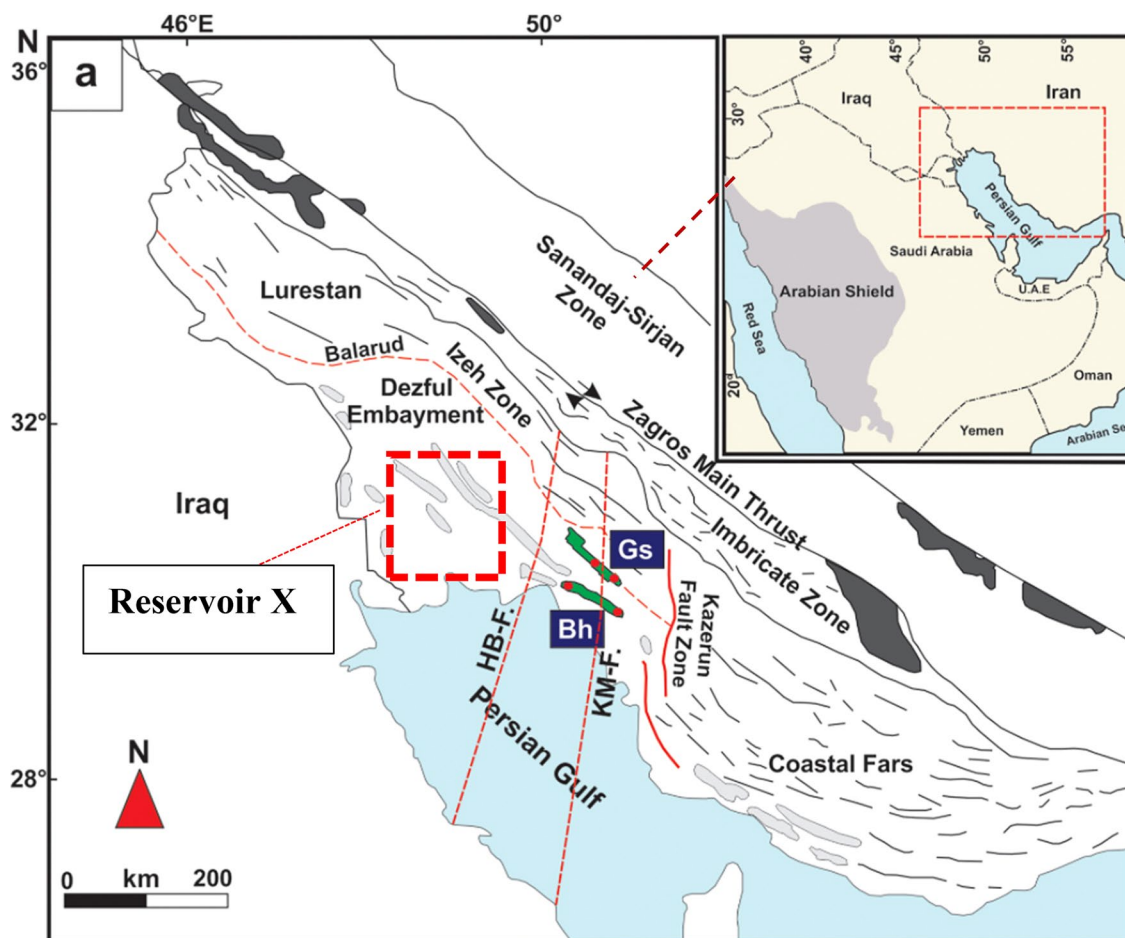 46°E
50°
N
36°
a
32°
28°
Lurestan
Balarud
Dezful
Embayment
Izeh Zone
Sanandaj-Sirjan
Zone
Zagros Main Thrust
Imbricate Zone
Iraq
Reservoir X
Gs
Bh
HB-F.
KM-F.
Kazerun
Fault Zone
Persian Gulf
Coastal Fars
N
0 km 200
40°
45°
50°
55°
30°
20°
Iraq
Iran
Persian
Gulf
Saudi Arabia
U.A.E
Arabian Shield
Red Sea
Oman
Yemen
Arabian Se